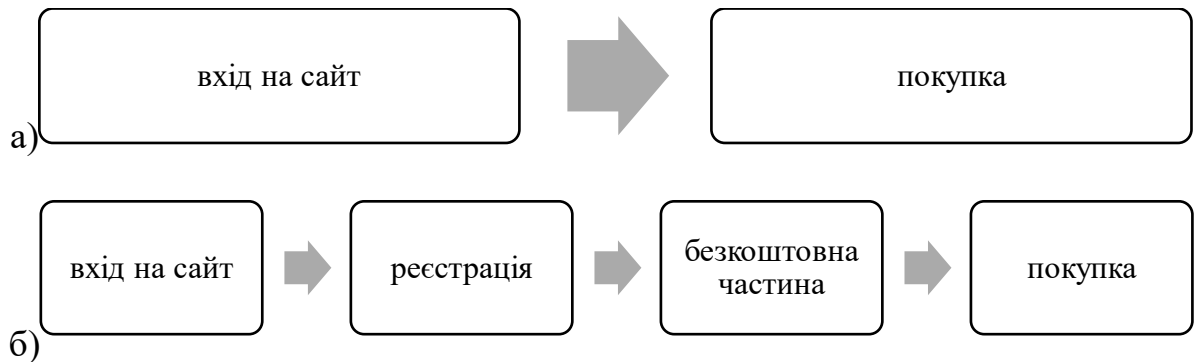 вхід на сайт
покупка
а)
вхід на сайт
реєстрація
безкоштовна
частина
покупка
б)